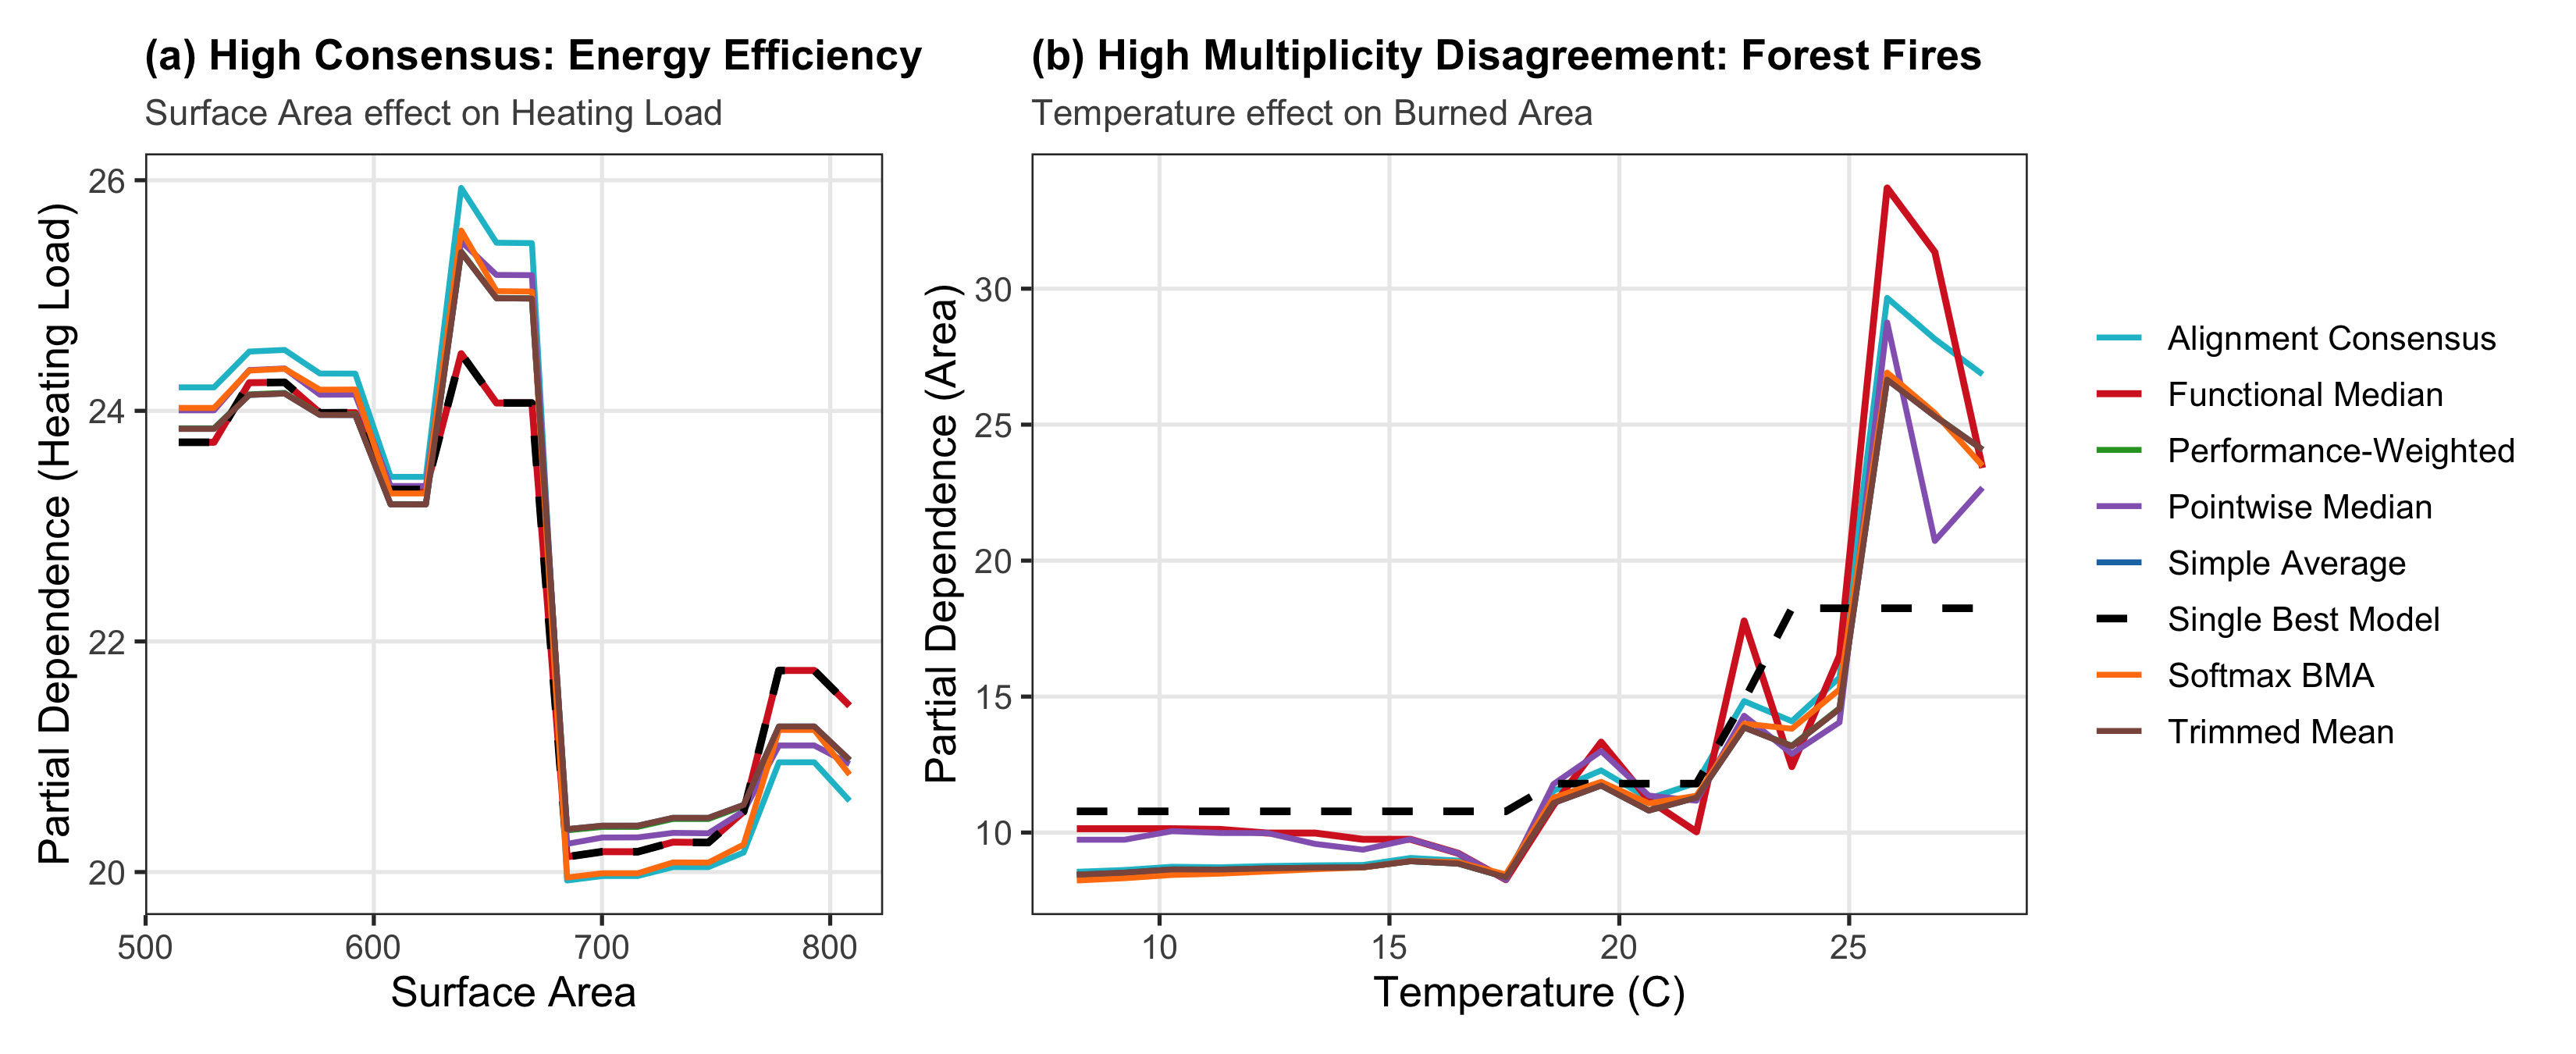 (a) High Consensus: Energy Efficiency
Surface Area effect on Heating Load
Partial Dependence (Heating Load)
26
24
22
20
500 600 700 800
Surface Area
(b) High Multiplicity Disagreement: Forest Fires
Temperature effect on Burned Area
Partial Dependence (Area)
30
25
20
15
10
10 15 20 25
Temperature (C)
Alignment Consensus
Functional Median
Performance-Weighted
Pointwise Median
Simple Average
Single Best Model
Softmax BMA
Trimmed Mean